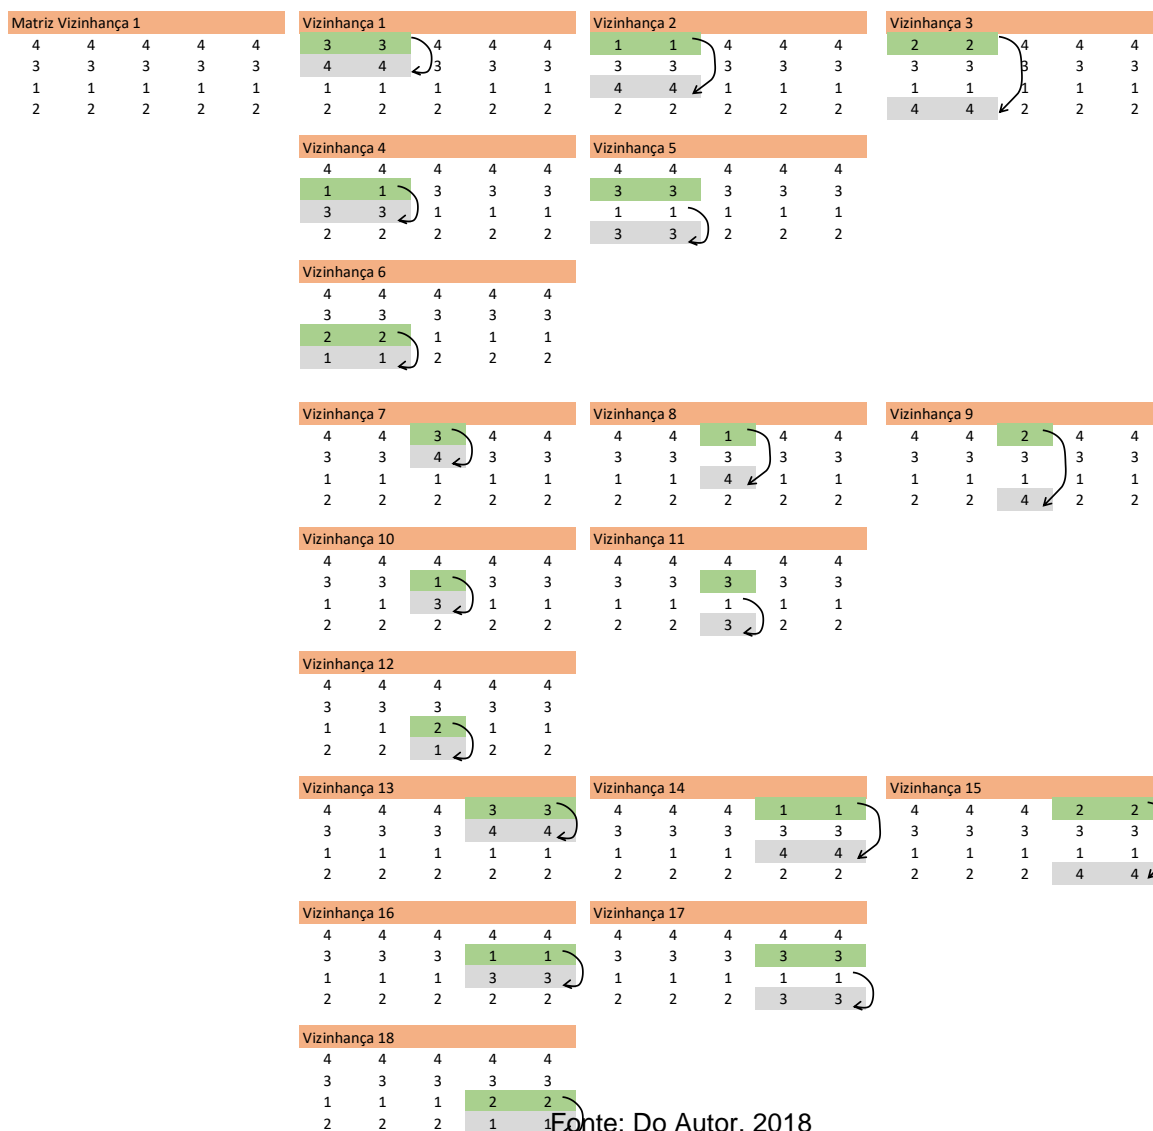 Matriz Vizinhança 1 Vizinhança 1 Vizinhança 2 Vizinhança 3
4 4 4 4 4 3 3 4 4 4 1 1 4 4 4 2 2 4 4 4
3 3 3 3 3 4 4 3 3 3 3 3 3 3 3 3 3 3 3 3
1 1 1 1 1 1 1 1 1 1 4 4 1 1 1 1 1 1 1 1
2 2 2 2 2 2 2 2 2 2 2 2 2 2 2 4 4 2 2 2
Vizinhança 4 Vizinhança 5
4 4 4 4 4 4 4 4 4 4
1 1 3 3 3 3 3 3 3 3
3 3 1 1 1 1 1 1 1 1
2 2 2 2 2 3 3 2 2 2
Vizinhança 6
4 4 4 4 4
3 3 3 3 3
2 2 1 1 1
1 1 2 2 2
Vizinhança 7 Vizinhança 8 Vizinhança 9
4 4 3 4 4 4 4 1 4 4 4 4 2 4 4
3 3 4 3 3 3 3 3 3 3 3 3 3 3 3
1 1 1 1 1 1 1 4 1 1 1 1 1 1 1
2 2 2 2 2 2 2 2 2 2 2 2 4 2 2
Vizinhança 10 Vizinhança 11
4 4 4 4 4 4 4 4 4 4
3 3 1 3 3 3 3 3 3 3
1 1 3 1 1 1 1 1 1 1
2 2 2 2 2 2 2 3 2 2
Vizinhança 12
4 4 4 4 4
3 3 3 3 3
1 1 2 1 1
2 2 1 2 2
Vizinhança 13 Vizinhança 14 Vizinhança 15
4 4 4 3 3 4 4 4 1 1 4 4 4 2 2
3 3 3 4 4 3 3 3 3 3 3 3 3 3 3
1 1 1 1 1 1 1 1 4 4 1 1 1 1 1
2 2 2 2 2 2 2 2 2 2 2 2 2 4 4
Vizinhança 16 Vizinhança 17
4 4 4 4 4 4 4 4 4 4
3 3 3 1 1 3 3 3 3 3
1 1 1 3 3 1 1 1 1 1
2 2 2 2 2 2 2 2 3 3
Vizinhança 18
4 4 4 4 4
3 3 3 3 3
1 1 1 2 2
2 2 2 1 1
Fonte: Do Autor, 2018